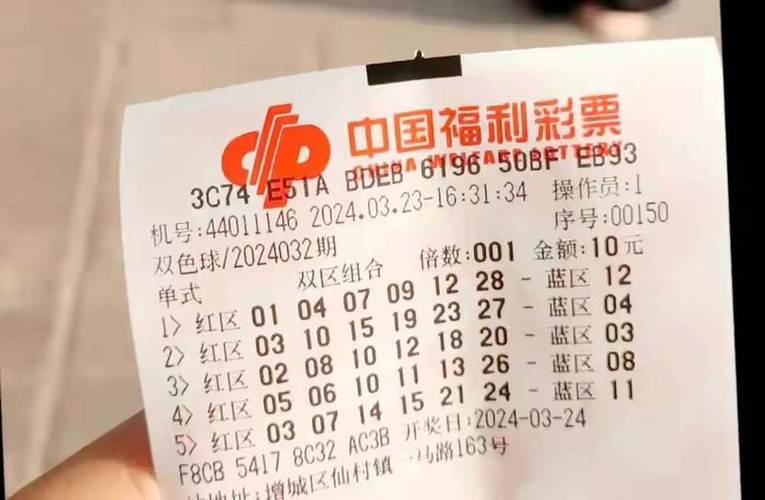 中国福利彩票
CHINA WELFARE LOTTERY
3C74 E51A BDEB 6196 50BF EB93
机号:44011146 2024.03.23-16:31:34 操作员:1
双色球/2024032期 序号:00150
单式 双区组合 倍数:001 金额:10元
1> 红区 01 04 07 09 12 28 - 蓝区 12
2> 红区 03 10 15 19 23 27 - 蓝区 04
3> 红区 02 08 10 12 18 20 - 蓝区 03
4> 红区 05 06 10 11 13 26 - 蓝区 08
5> 红区 03 07 14 15 21 24 - 蓝区 11
F8CB 5417 8C32 AC3B 开奖日:2024-03-24
地址:增城区仙村镇一马路163号